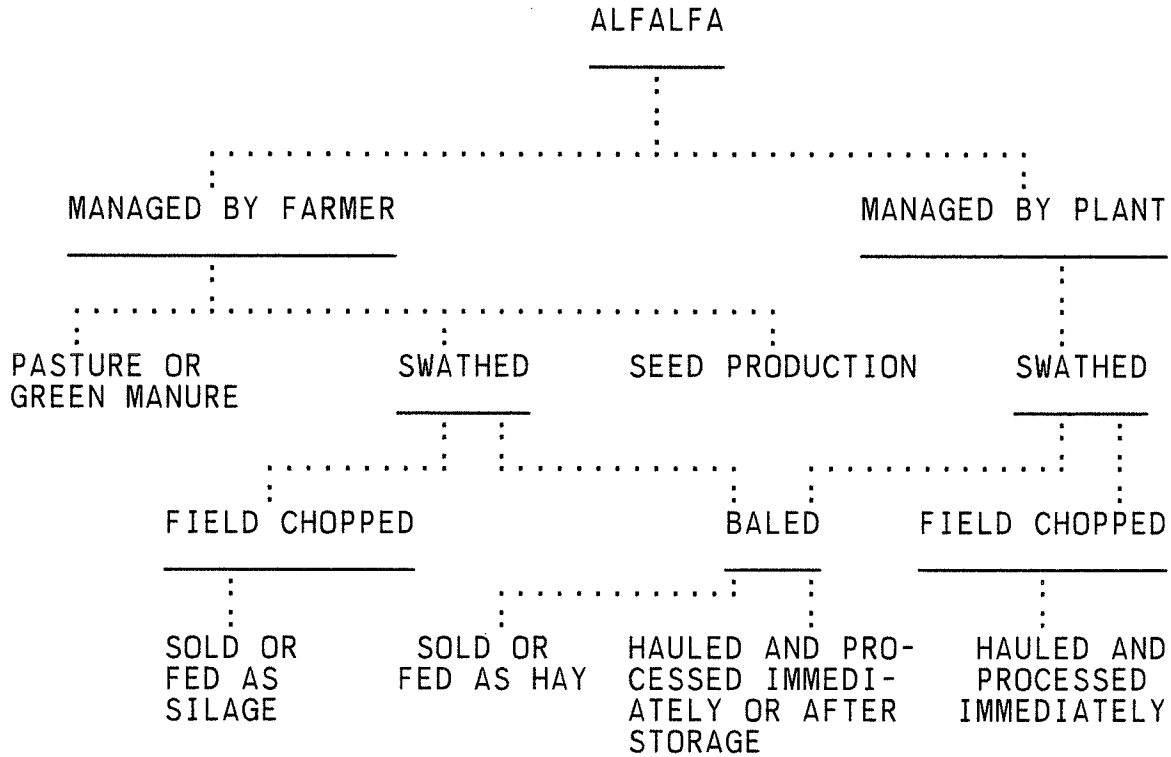 ALFALFA
MANAGED BY FARMER
MANAGED BY PLANT
PASTURE OR
GREEN MANURE
SWATHED
SEED PRODUCTION
SWATHED
FIELD CHOPPED
BALED
FIELD CHOPPED
SOLD OR
FED AS
SILAGE
SOLD OR
FED AS HAY
HAULED AND PRO-
CESSED IMMEDI-
ATELY OR AFTER
STORAGE
HAULED AND
PROCESSED
IMMEDIATELY